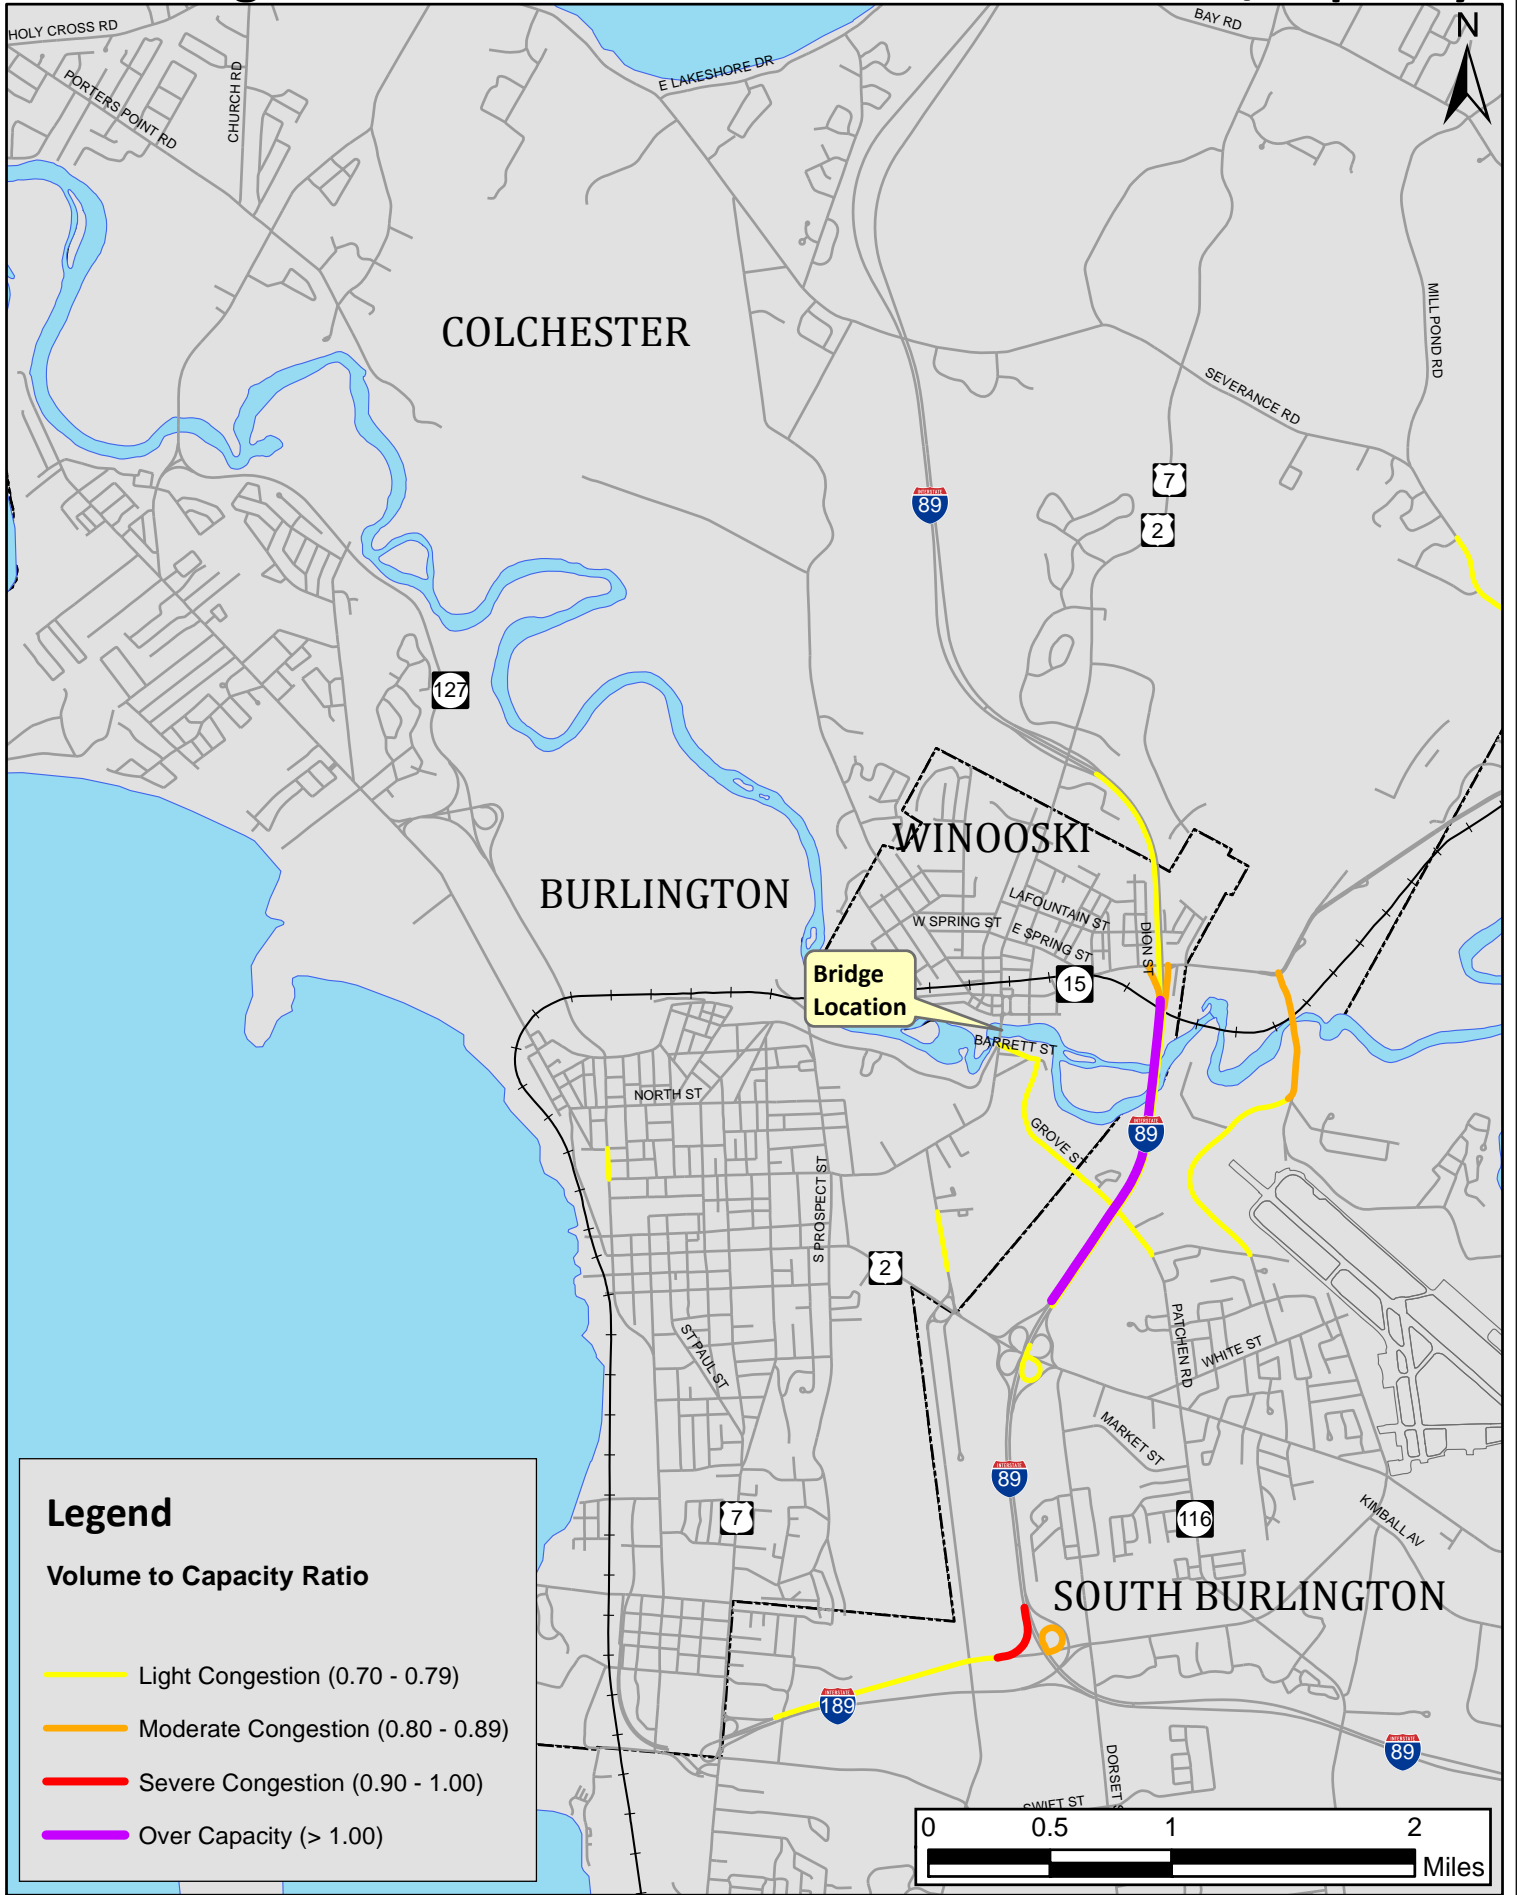 HOLY CROSS RD
BAY RD
N
PORTERS POINT RD
CHURCH RD
E LAKESHORE DR
COLCHESTER
MILL POND RD
SEVERANCE RD
7
INTERSTATE
89
2
127
WINOOSKI
BURLINGTON
LAFOUNTAIN ST
W SPRING ST
E SPRING ST
DION ST
Bridge
Location
15
BARRETT ST
NORTH ST
GROVE ST
INTERSTATE
89
S PROSPECT ST
2
ST PAUL ST
PATCHEN RD
WHITE ST
MARKET ST
INTERSTATE
89
7
116
KIMBALL AV
SOUTH BURLINGTON
INTERSTATE
189
INTERSTATE
89
DORSET S
SWIFT ST
Legend
Volume to Capacity Ratio
Light Congestion (0.70 - 0.79)
Moderate Congestion (0.80 - 0.89)
Severe Congestion (0.90 - 1.00)
Over Capacity (> 1.00)
0 0.5 1 2
Miles